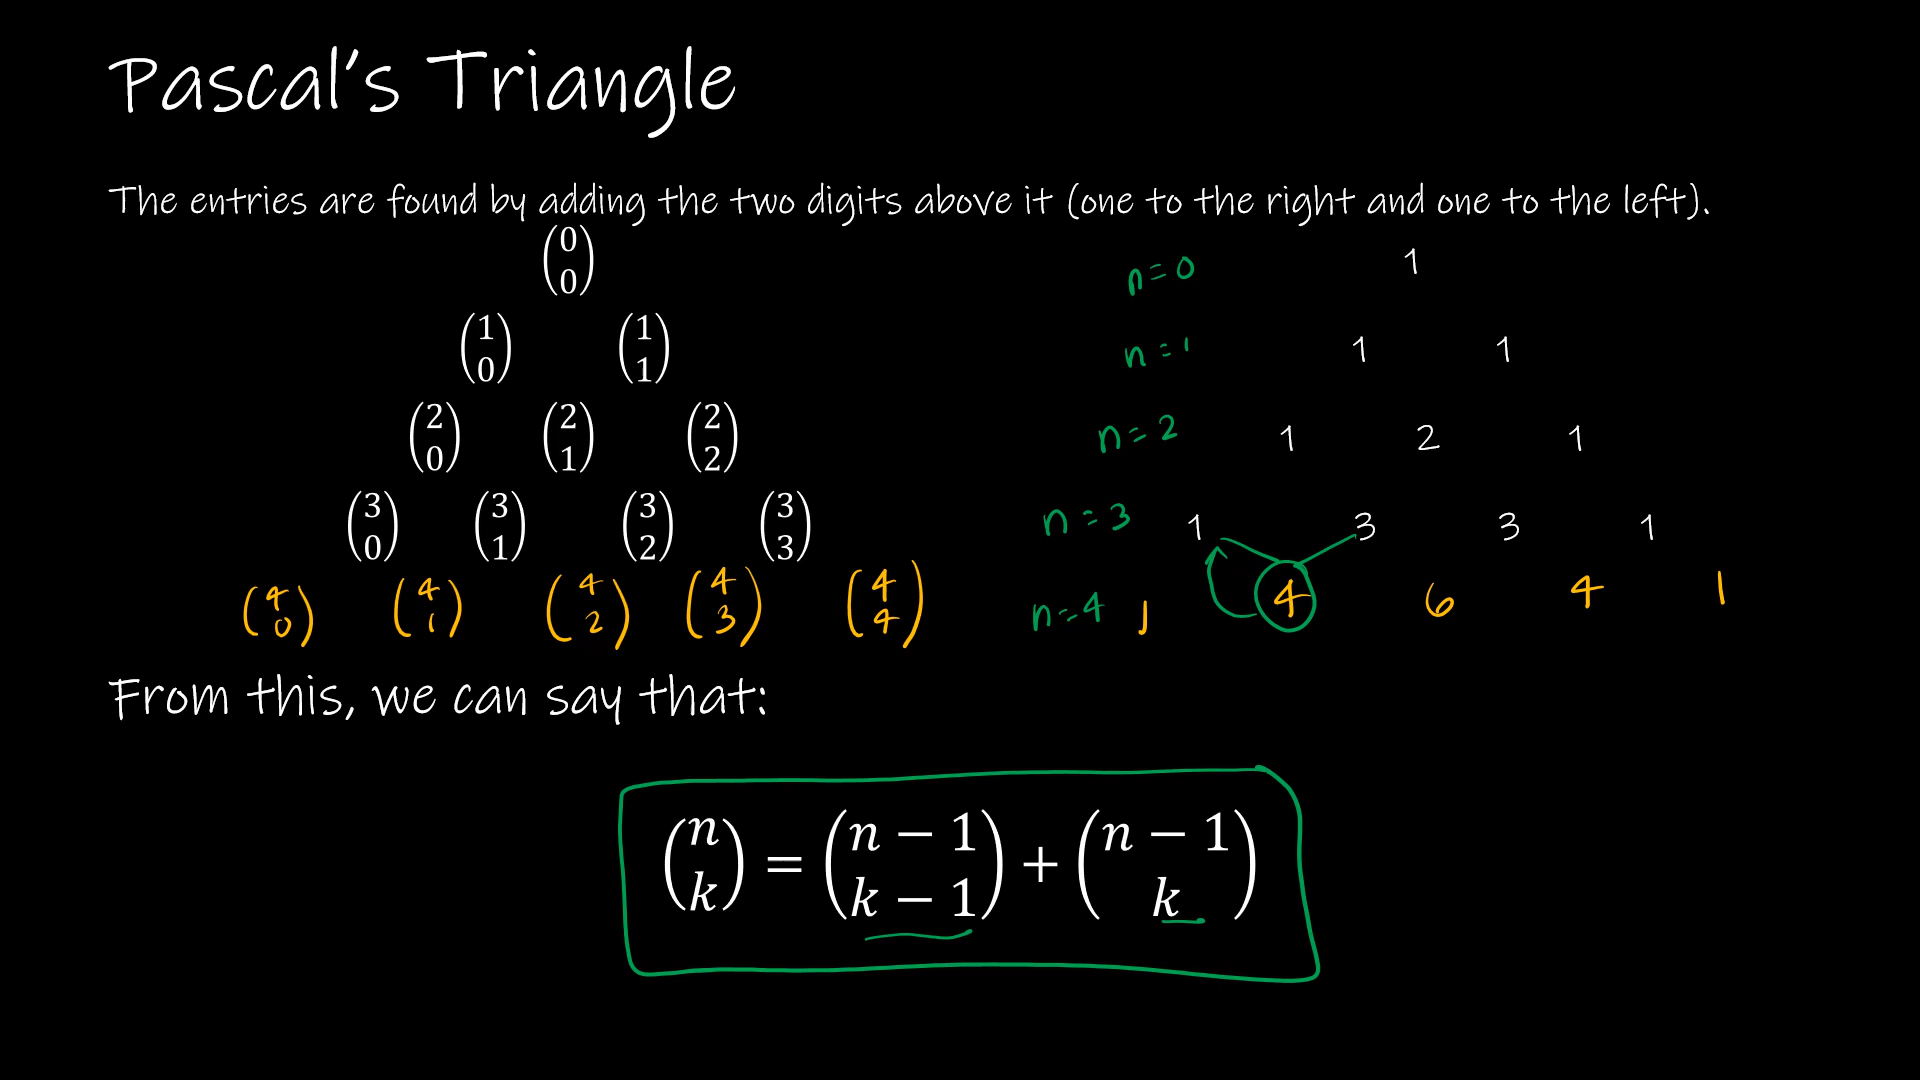 Pascal's Triangle
The entries are found by adding the two digits above it (one to the right and one to the left).
(0 0) n=0 1
(1 0) (1 1) n=1 1 1
(2 0) (2 1) (2 2) n=2 1 2 1
(3 0) (3 1) (3 2) (3 3) n=3 1 3 3 1
(4 0) (4 1) (4 2) (4 3) (4 4) n=4 1 4 6 4 1
From this, we can say that:
(n k) = (n − 1 k − 1) + (n − 1 k)